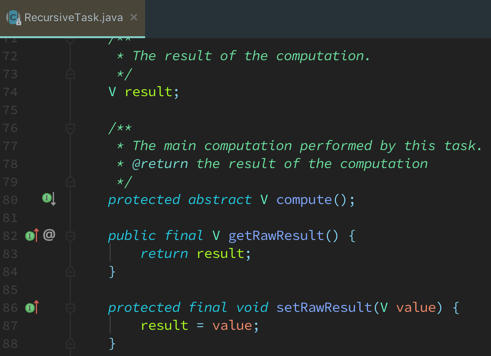 RecursiveTask.java
71 /**
72 * The result of the computation.
73 */
74 V result;
75
76 /**
77 * The main computation performed by this task.
78 * @return the result of the computation
79 */
80 protected abstract V compute();
81
82 @ public final V getRawResult() {
83 return result;
84 }
85
86 protected final void setRawResult(V value) {
87 result = value;
88 }